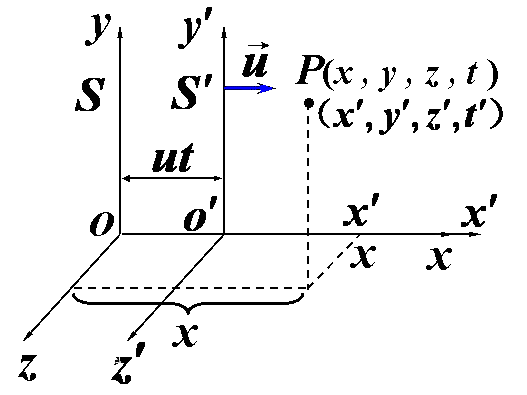 y y′
S S′ u⃗ P(x, y, z, t)
(x′, y′, z′, t′)
ut
o o′ x′ x′
x x
x
z z′